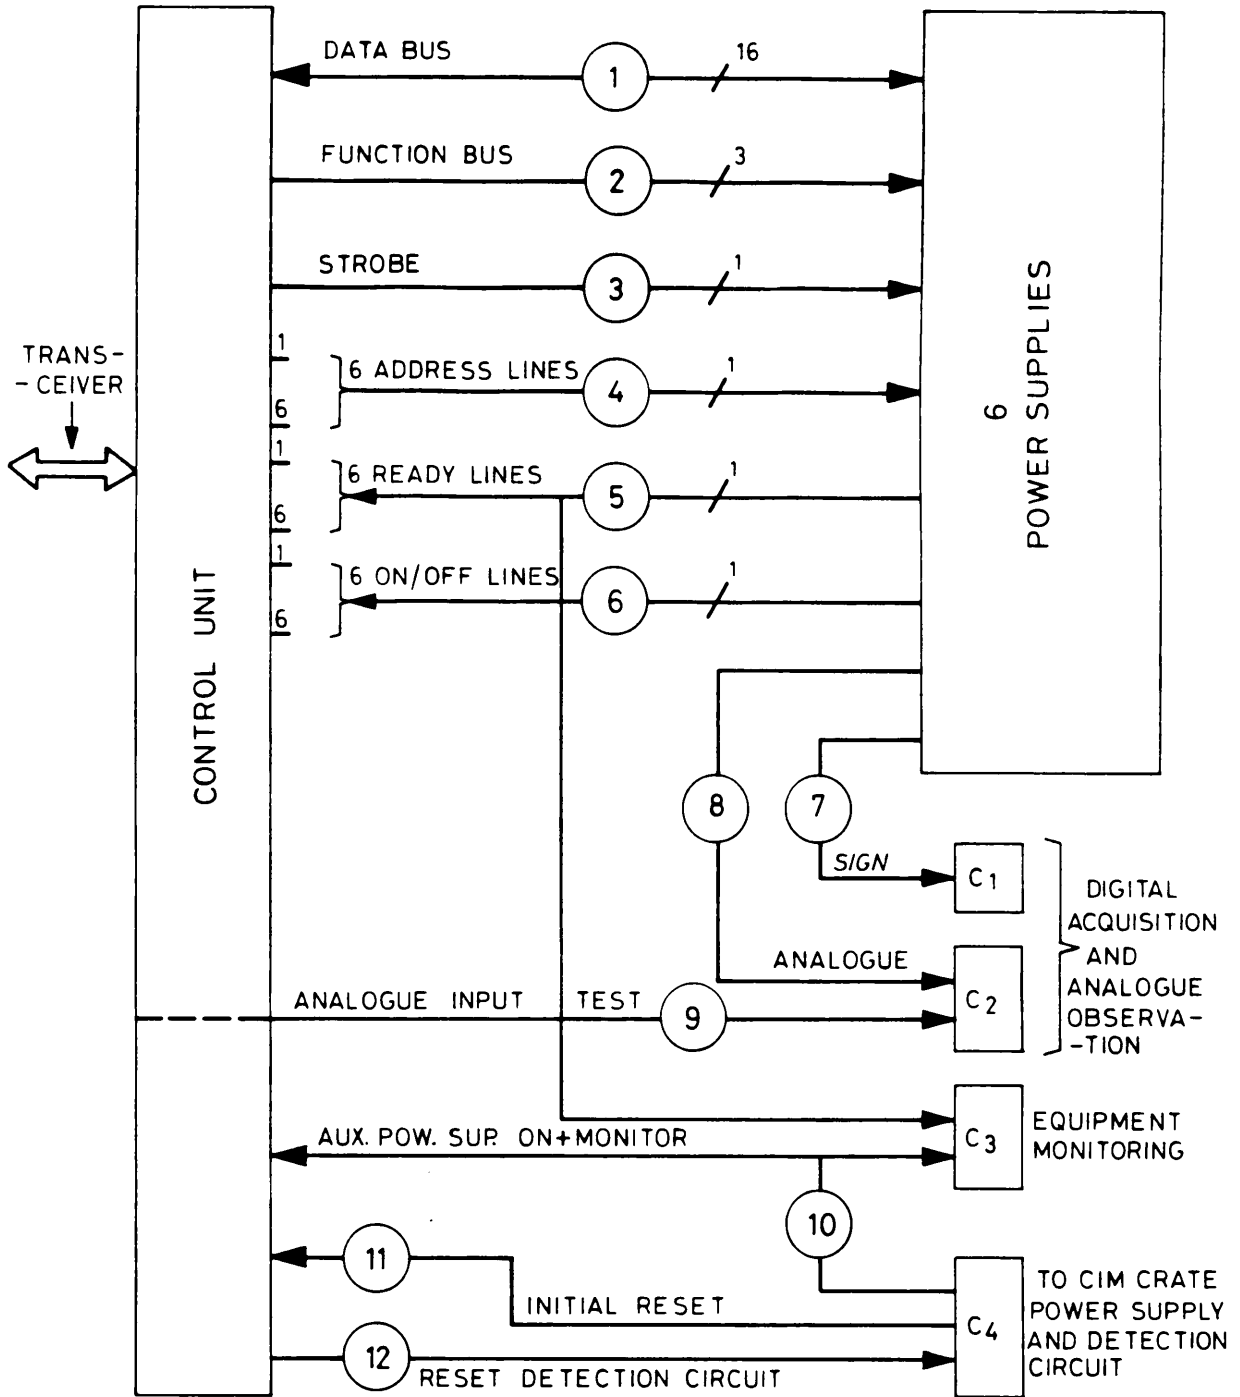 DATA BUS
1
16
FUNCTION BUS
2
3
STROBE
3
1
TRANS-
-CEIVER
1
6
6 ADDRESS LINES
4
1
1
6
6 READY LINES
5
1
1
6
6 ON/OFF LINES
6
1
CONTROL UNIT
6
POWER SUPPLIES
8
7
SIGN
C1
ANALOGUE
C2
DIGITAL
ACQUISITION
AND
ANALOGUE
OBSERVA-
-TION
ANALOGUE INPUT TEST
9
C3
EQUIPMENT
MONITORING
AUX. POW. SUP. ON+MONITOR
10
11
INITIAL RESET
C4
TO CIM CRATE
POWER SUPPLY
AND DETECTION
CIRCUIT
12
RESET DETECTION CIRCUIT